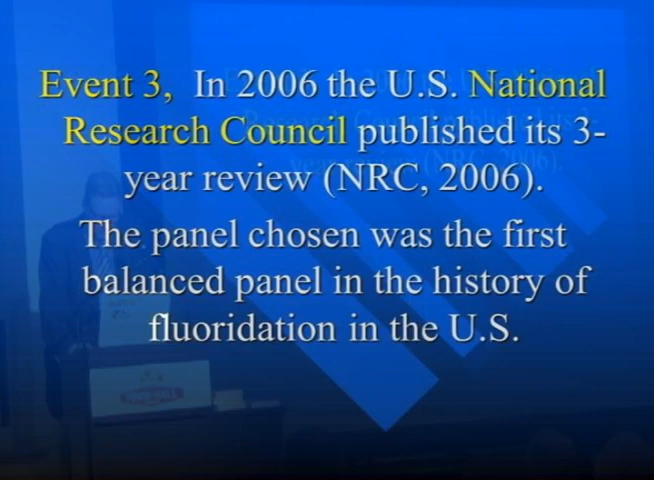 Event 3, In 2006 the U.S. National
Research Council published its 3-
year review (NRC, 2006).
The panel chosen was the first
balanced panel in the history of
fluoridation in the U.S.